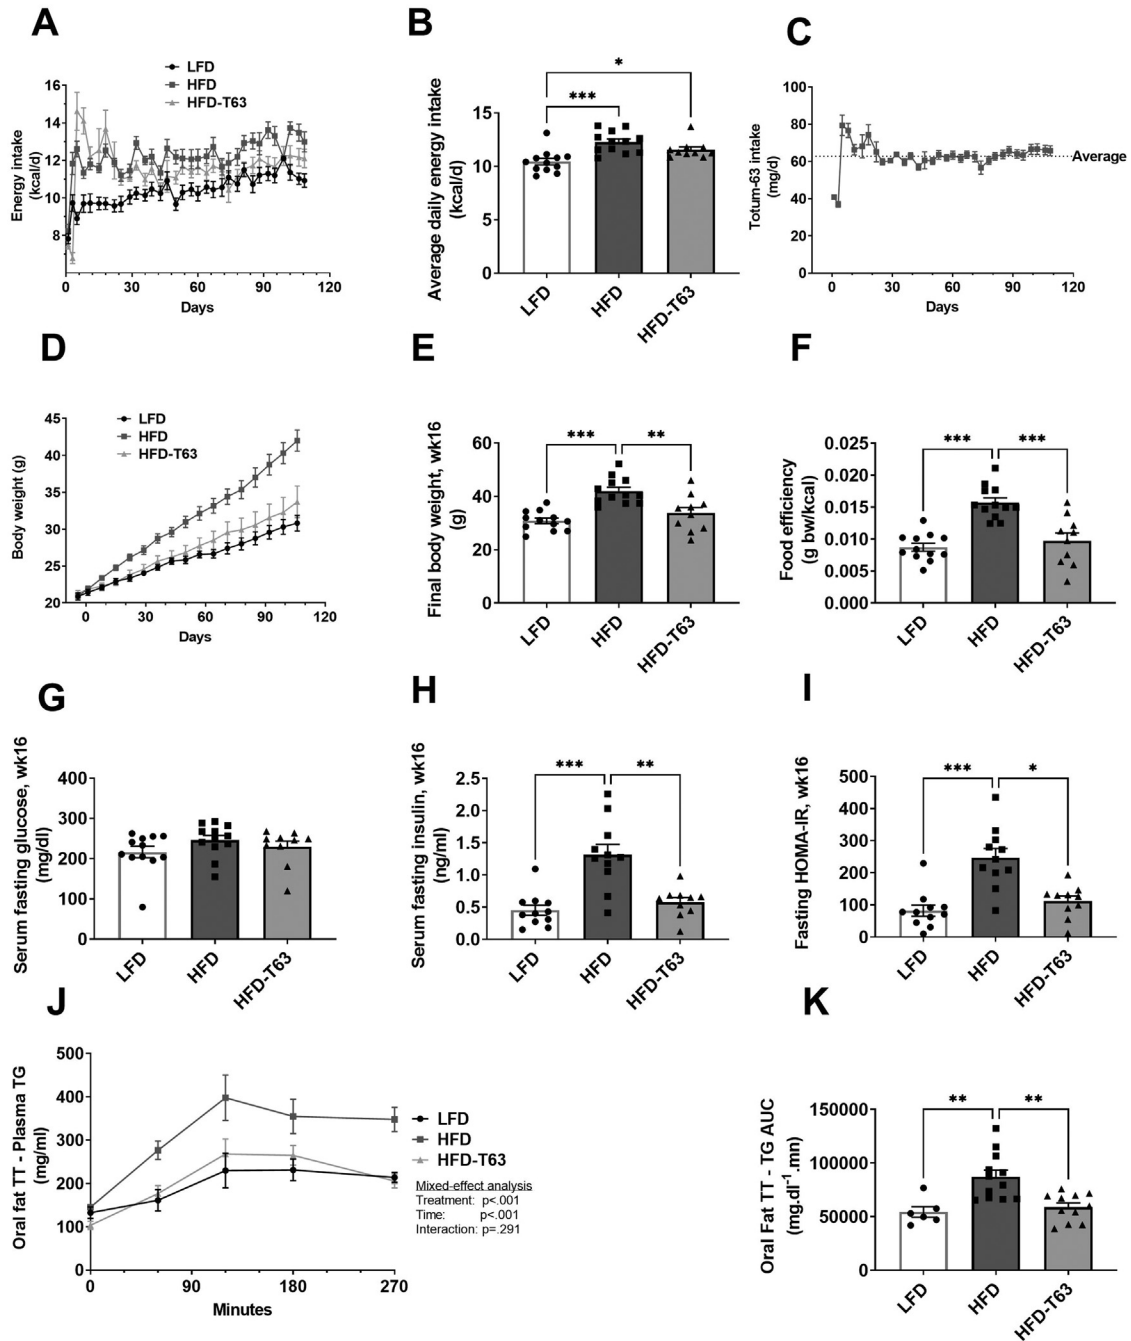 A
LFD
HFD
HFD-T63
Energy intake
(kcal/d)
16
14
12
10
8
0 30 60 90 120
Days
B
*
***
Average daily energy intake
(kcal/d)
15
10
5
0
LFD
HFD
HFD-T63
C
Totum-63 intake
(mg/d)
100
80
60
40
20
0
Average
0 30 60 90 120
Days
D
LFD
HFD
HFD-T63
Body weight (g)
45
40
35
30
25
20
0 30 60 90 120
Days
E
*** **
Final body weight, wk16
(g)
60
40
20
0
LFD
HFD
HFD-T63
F
*** ***
Food efficiency
(g bw/kcal)
0.025
0.020
0.015
0.010
0.005
0.000
LFD
HFD
HFD-T63
G
Serum fasting glucose, wk16
(mg/dl)
400
300
200
100
0
LFD
HFD
HFD-T63
H
*** **
Serum fasting insulin, wk16
(ng/ml)
2.5
2.0
1.5
1.0
0.5
0.0
LFD
HFD
HFD-T63
I
*** *
Fasting HOMA-IR, wk16
500
400
300
200
100
0
LFD
HFD
HFD-T63
J
Oral fat TT - Plasma TG
(mg/ml)
500
400
300
200
100
0
0 90 180 270
Minutes
LFD
HFD
HFD-T63
Mixed-effect analysis
Treatment: p<.001
Time: p<.001
Interaction: p=.291
K
** **
Oral Fat TT - TG AUC
(mg.dl⁻¹.mn)
150000
100000
50000
0
LFD
HFD
HFD-T63